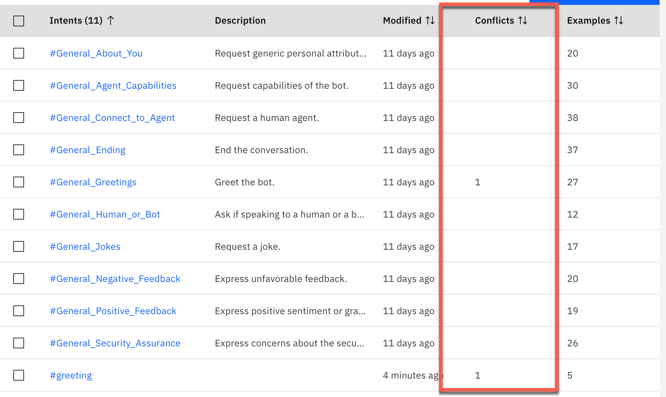 Intents (11) ↑ Description Modified ↑↓ Conflicts ↑↓ Examples ↑↓
#General_About_You Request generic personal attribut... 11 days ago 20
#General_Agent_Capabilities Request capabilities of the bot. 11 days ago 30
#General_Connect_to_Agent Request a human agent. 11 days ago 38
#General_Ending End the conversation. 11 days ago 37
#General_Greetings Greet the bot. 11 days ago 1 27
#General_Human_or_Bot Ask if speaking to a human or a b... 11 days ago 12
#General_Jokes Request a joke. 11 days ago 17
#General_Negative_Feedback Express unfavorable feedback. 11 days ago 20
#General_Positive_Feedback Express positive sentiment or gra... 11 days ago 19
#General_Security_Assurance Express concerns about the secu... 11 days ago 26
#greeting 4 minutes ago 1 5